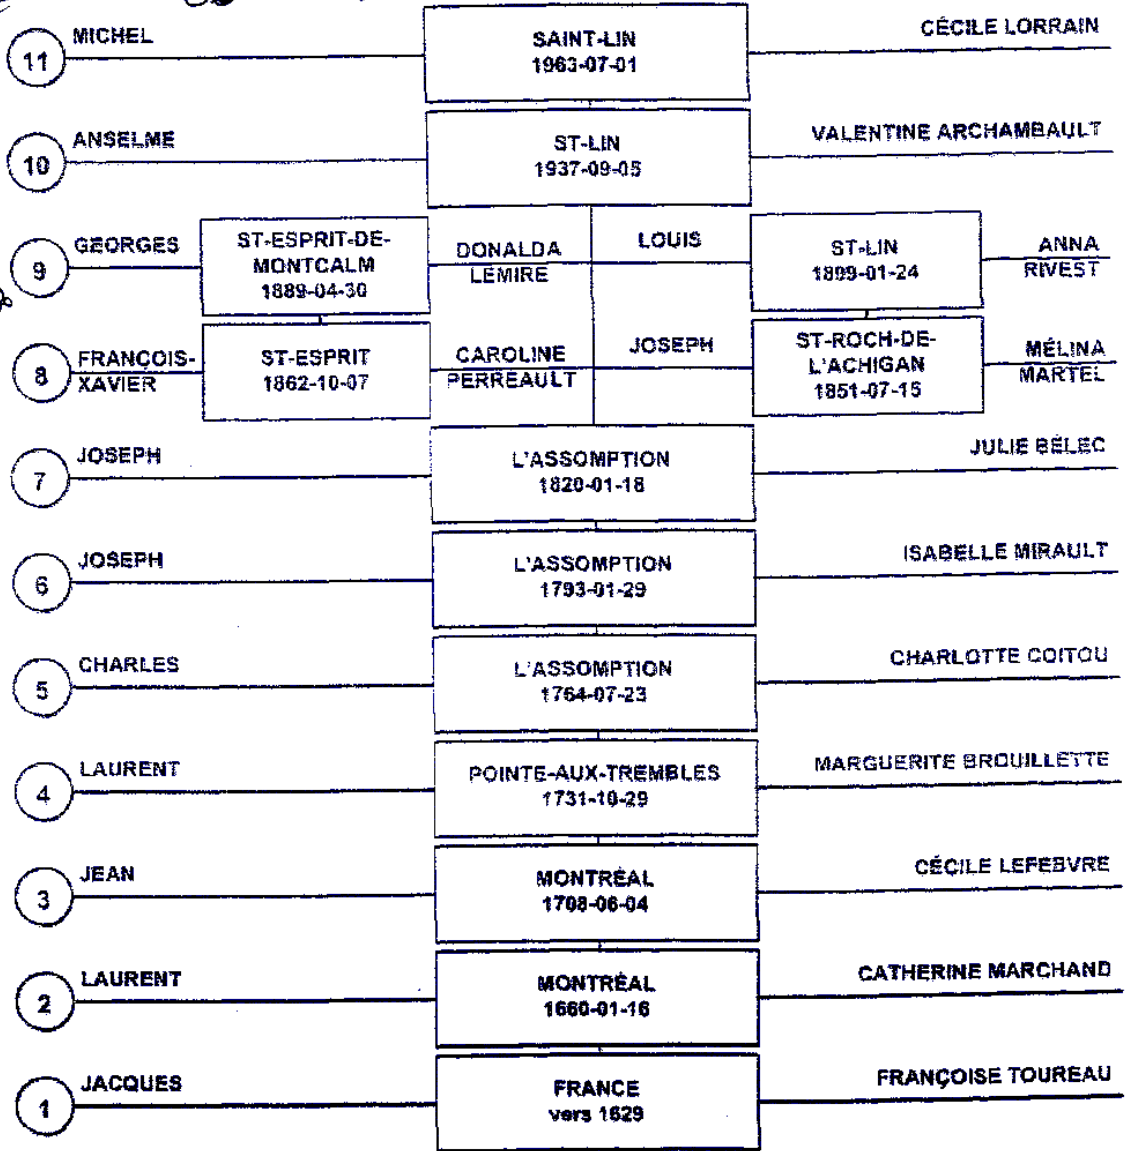 MICHEL
CÉCILE LORRAIN
11
SAINT-LIN
1963-07-01
ANSELME
VALENTINE ARCHAMBAULT
10
ST-LIN
1937-09-05
GEORGES
ST-ESPRIT-DE-
MONTCALM
1889-04-30
DONALDA
LEMIRE
LOUIS
ST-LIN
1899-01-24
ANNA
RIVEST
9
FRANÇOIS-
XAVIER
ST-ESPRIT
1862-10-07
CAROLINE
PERREAULT
JOSEPH
ST-ROCH-DE-
L'ACHIGAN
1851-07-15
MÉLINA
MARTEL
8
JOSEPH
JULIE BÉLEC
7
L'ASSOMPTION
1820-01-18
JOSEPH
ISABELLE MIRAULT
6
L'ASSOMPTION
1793-01-29
CHARLES
CHARLOTTE COITOU
5
L'ASSOMPTION
1764-07-23
LAURENT
MARGUERITE BROUILLETTE
4
POINTE-AUX-TREMBLES
1731-10-29
JEAN
CÉCILE LEFEBVRE
3
MONTRÉAL
1708-06-04
LAURENT
CATHERINE MARCHAND
2
MONTRÉAL
1660-01-16
JACQUES
FRANÇOISE TOUREAU
1
FRANCE
vers 1629